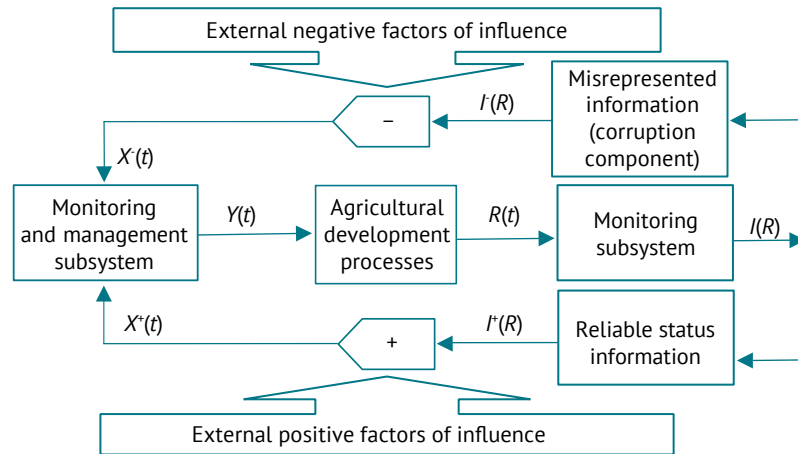 External negative factors of influence
Misrepresented
information
(corruption
component)
I⁻(R)
−
X⁻(t)
Monitoring
and management
subsystem
Y(t)
Agricultural
development
processes
R(t)
Monitoring
subsystem
I(R)
X⁺(t)
+
I⁺(R)
Reliable status
information
External positive factors of influence